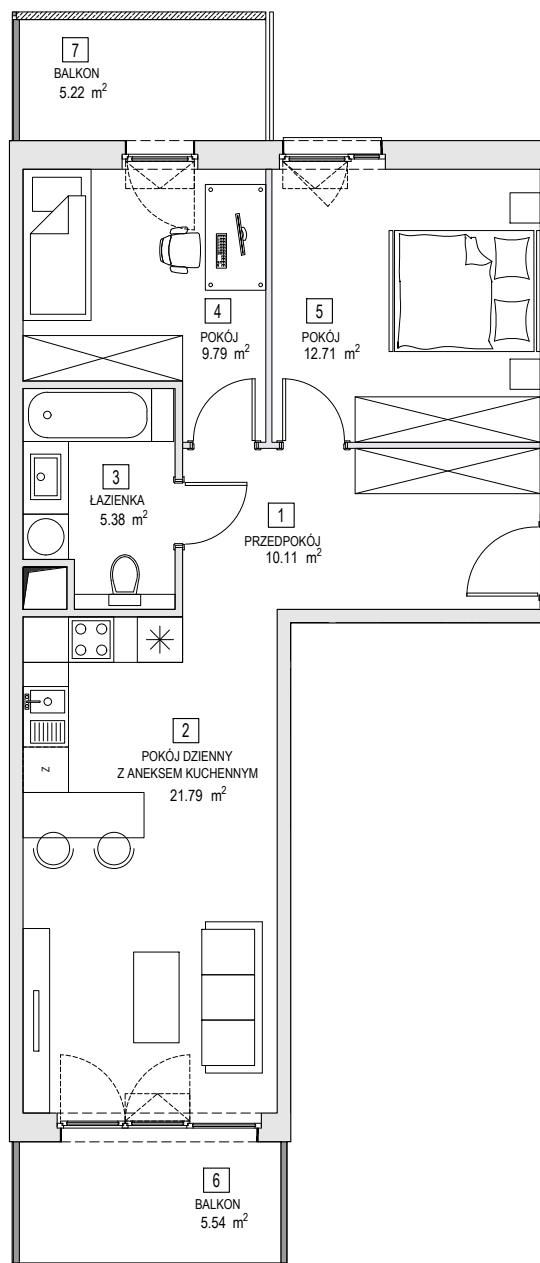 7
BALKON
5.22 m²
4
POKÓJ
9.79 m²
5
POKÓJ
12.71 m²
3
ŁAZIENKA
5.38 m²
1
PRZEDPOKÓJ
10.11 m²
2
POKÓJ DZIENNY
Z ANEKSEM KUCHENNYM
21.79 m²
Z
6
BALKON
5.54 m²